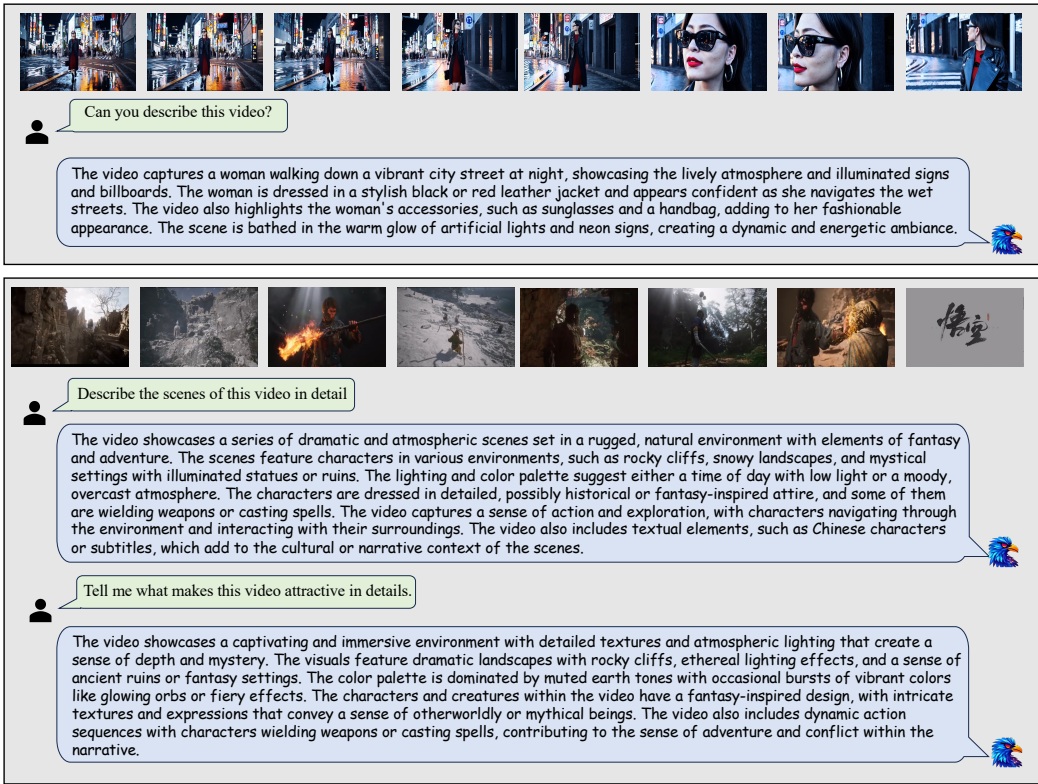 Can you describe this video?
The video captures a woman walking down a vibrant city street at night, showcasing the lively atmosphere and illuminated signs
and billboards. The woman is dressed in a stylish black or red leather jacket and appears confident as she navigates the wet
streets. The video also highlights the woman's accessories, such as sunglasses and a handbag, adding to her fashionable
appearance. The scene is bathed in the warm glow of artificial lights and neon signs, creating a dynamic and energetic ambiance.
悟空
Describe the scenes of this video in detail
The video showcases a series of dramatic and atmospheric scenes set in a rugged, natural environment with elements of fantasy
and adventure. The scenes feature characters in various environments, such as rocky cliffs, snowy landscapes, and mystical
settings with illuminated statues or ruins. The lighting and color palette suggest either a time of day with low light or a moody,
overcast atmosphere. The characters are dressed in detailed, possibly historical or fantasy-inspired attire, and some of them
are wielding weapons or casting spells. The video captures a sense of action and exploration, with characters navigating through
the environment and interacting with their surroundings. The video also includes textual elements, such as Chinese characters
or subtitles, which add to the cultural or narrative context of the scenes.
Tell me what makes this video attractive in details.
The video showcases a captivating and immersive environment with detailed textures and atmospheric lighting that create a
sense of depth and mystery. The visuals feature dramatic landscapes with rocky cliffs, ethereal lighting effects, and a sense of
ancient ruins or fantasy settings. The color palette is dominated by muted earth tones with occasional bursts of vibrant colors
like glowing orbs or fiery effects. The characters and creatures within the video have a fantasy-inspired design, with intricate
textures and expressions that convey a sense of otherworldly or mythical beings. The video also includes dynamic action
sequences with characters wielding weapons or casting spells, contributing to the sense of adventure and conflict within the
narrative.